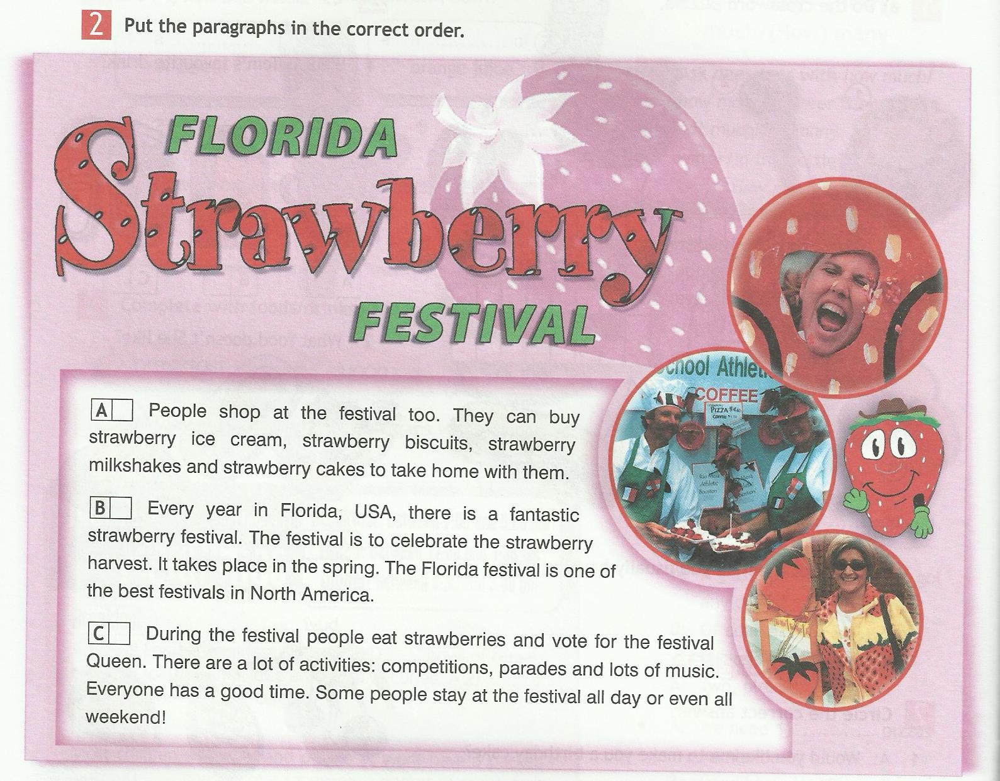 2 Put the paragraphs in the correct order.
FLORIDA
Strawberry
FESTIVAL
A People shop at the festival too. They can buy
strawberry ice cream, strawberry biscuits, strawberry
milkshakes and strawberry cakes to take home with them.
B Every year in Florida, USA, there is a fantastic
strawberry festival. The festival is to celebrate the strawberry
harvest. It takes place in the spring. The Florida festival is one of
the best festivals in North America.
C During the festival people eat strawberries and vote for the festival
Queen. There are a lot of activities: competitions, parades and lots of music.
Everyone has a good time. Some people stay at the festival all day or even all
weekend!
chool Athlet
COFFEE
PIZZA
COFFEE
Athletic
Boosters